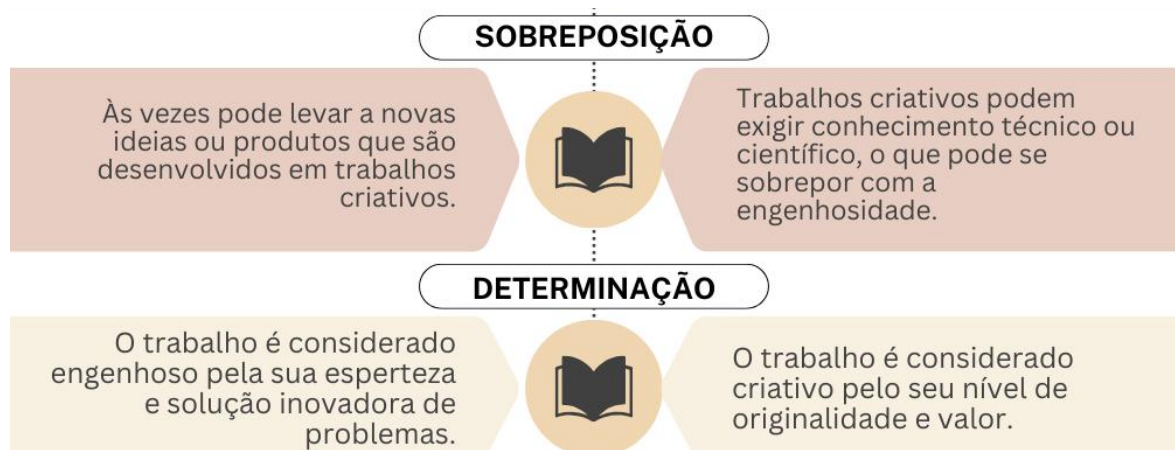 SOBREPOSIÇÃO
Às vezes pode levar a novas
ideias ou produtos que são
desenvolvidos em trabalhos
criativos.
Trabalhos criativos podem
exigir conhecimento técnico ou
científico, o que pode se
sobrepor com a
engenhosidade.
DETERMINAÇÃO
O trabalho é considerado
engenhoso pela sua esperteza
e solução inovadora de
problemas.
O trabalho é considerado
criativo pelo seu nível de
originalidade e valor.